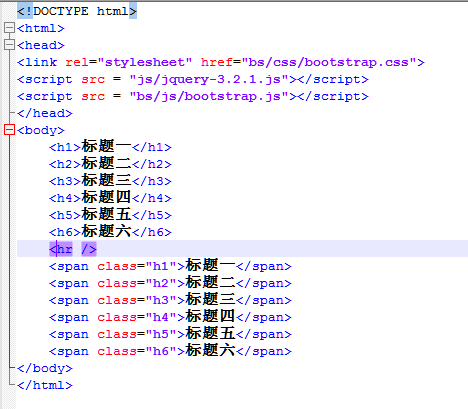 <!DOCTYPE html>
<html>
<head>
<link rel="stylesheet" href="bs/css/bootstrap.css">
<script src = "js/jquery-3.2.1.js"></script>
<script src = "bs/js/bootstrap.js"></script>
</head>
<body>
<h1>标题一</h1>
<h2>标题二</h2>
<h3>标题三</h3>
<h4>标题四</h4>
<h5>标题五</h5>
<h6>标题六</h6>
<hr />
<span class="h1">标题一</span>
<span class="h2">标题二</span>
<span class="h3">标题三</span>
<span class="h4">标题四</span>
<span class="h5">标题五</span>
<span class="h6">标题六</span>
</body>
</html>